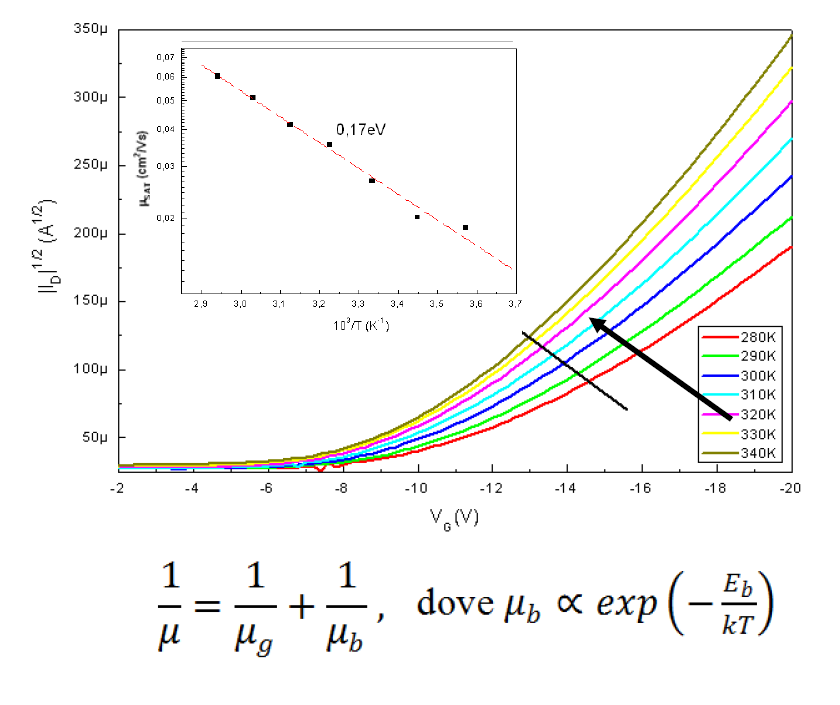 350µ
300µ
250µ
200µ
150µ
100µ
50µ
|I_D|^{1/2} (A^{1/2})
-2 -4 -6 -8 -10 -12 -14 -16 -18 -20
V_G (V)
0,07
0,06
0,05
0,04
0,03
0,02
µ_SAT (cm²/Vs)
0,17eV
2,9 3,0 3,1 3,2 3,3 3,4 3,5 3,6 3,7
10³/T (K⁻¹)
280K
290K
300K
310K
320K
330K
340K
1/µ = 1/µ_g + 1/µ_b , dove µ_b ∝ exp(−E_b/kT)